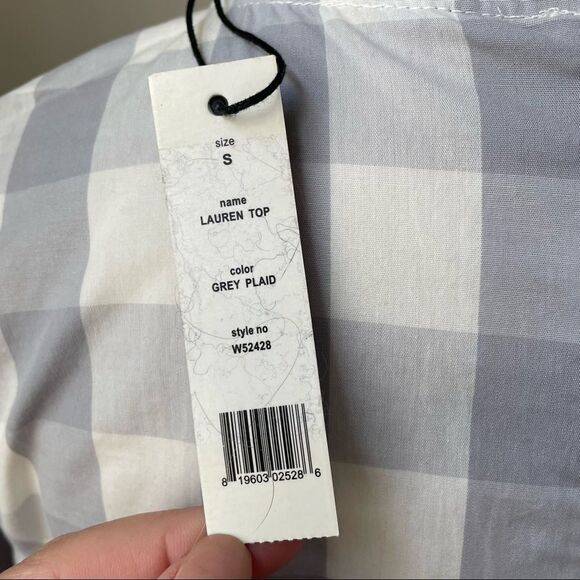 size
S
name
LAUREN TOP
color
GREY PLAID
style no
W52428
8 19603 02528 6